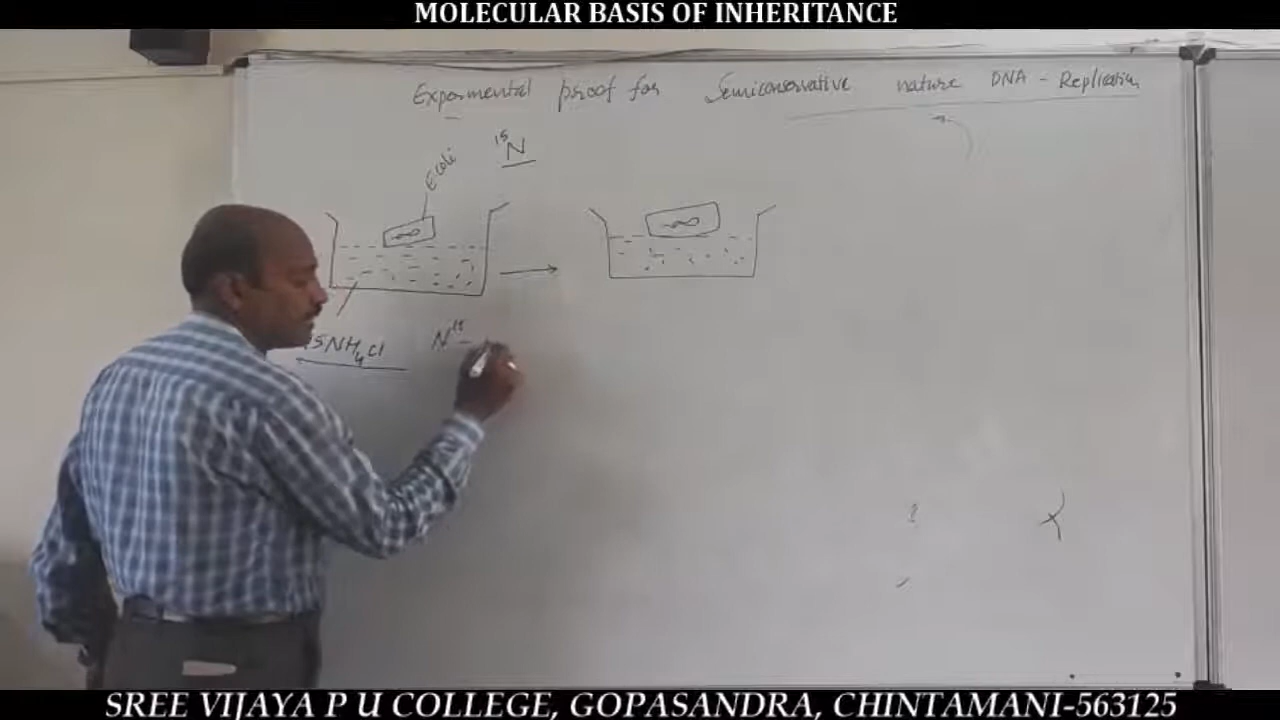 MOLECULAR BASIS OF INHERITANCE
Expermental proof for Semiconservative nature DNA - Replication
E coli
¹⁵N
15NH₄Cl
N¹⁵ -
SREE VIJAYA P U COLLEGE, GOPASANDRA, CHINTAMANI-563125